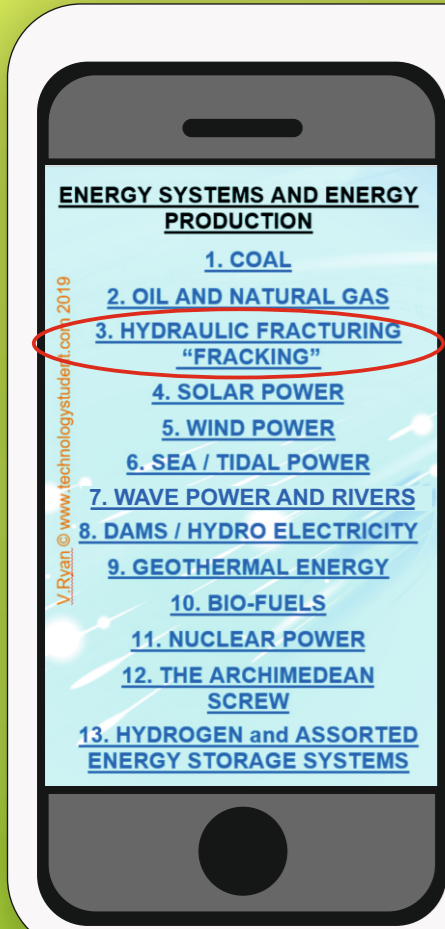 ENERGY SYSTEMS AND ENERGY
PRODUCTION
1. COAL
2. OIL AND NATURAL GAS
3. HYDRAULIC FRACTURING
“FRACKING”
4. SOLAR POWER
5. WIND POWER
6. SEA / TIDAL POWER
7. WAVE POWER AND RIVERS
8. DAMS / HYDRO ELECTRICITY
9. GEOTHERMAL ENERGY
10. BIO-FUELS
11. NUCLEAR POWER
12. THE ARCHIMEDEAN
SCREW
13. HYDROGEN and ASSORTED
ENERGY STORAGE SYSTEMS
V.Ryan © www.technologystudent.com 2019